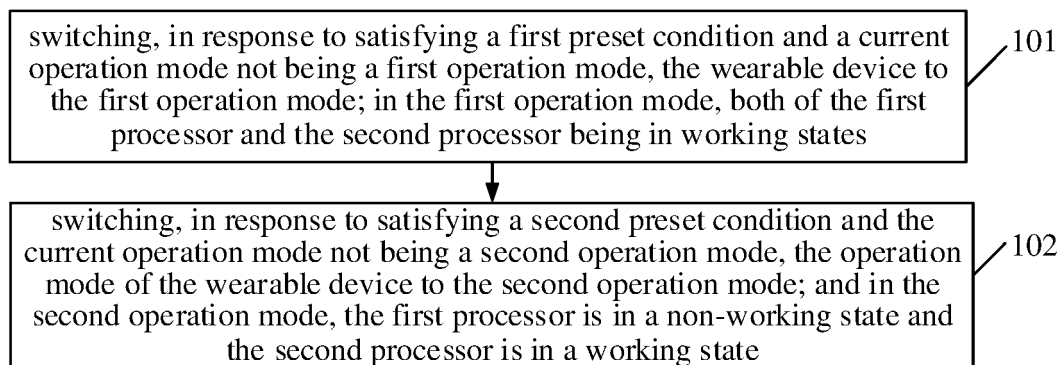 switching, in response to satisfying a first preset condition and a current
operation mode not being a first operation mode, the wearable device to
the first operation mode; in the first operation mode, both of the first
processor and the second processor being in working states
101
switching, in response to satisfying a second preset condition and the
current operation mode not being a second operation mode, the operation
mode of the wearable device to the second operation mode; and in the
second operation mode, the first processor is in a non-working state and
the second processor is in a working state
102